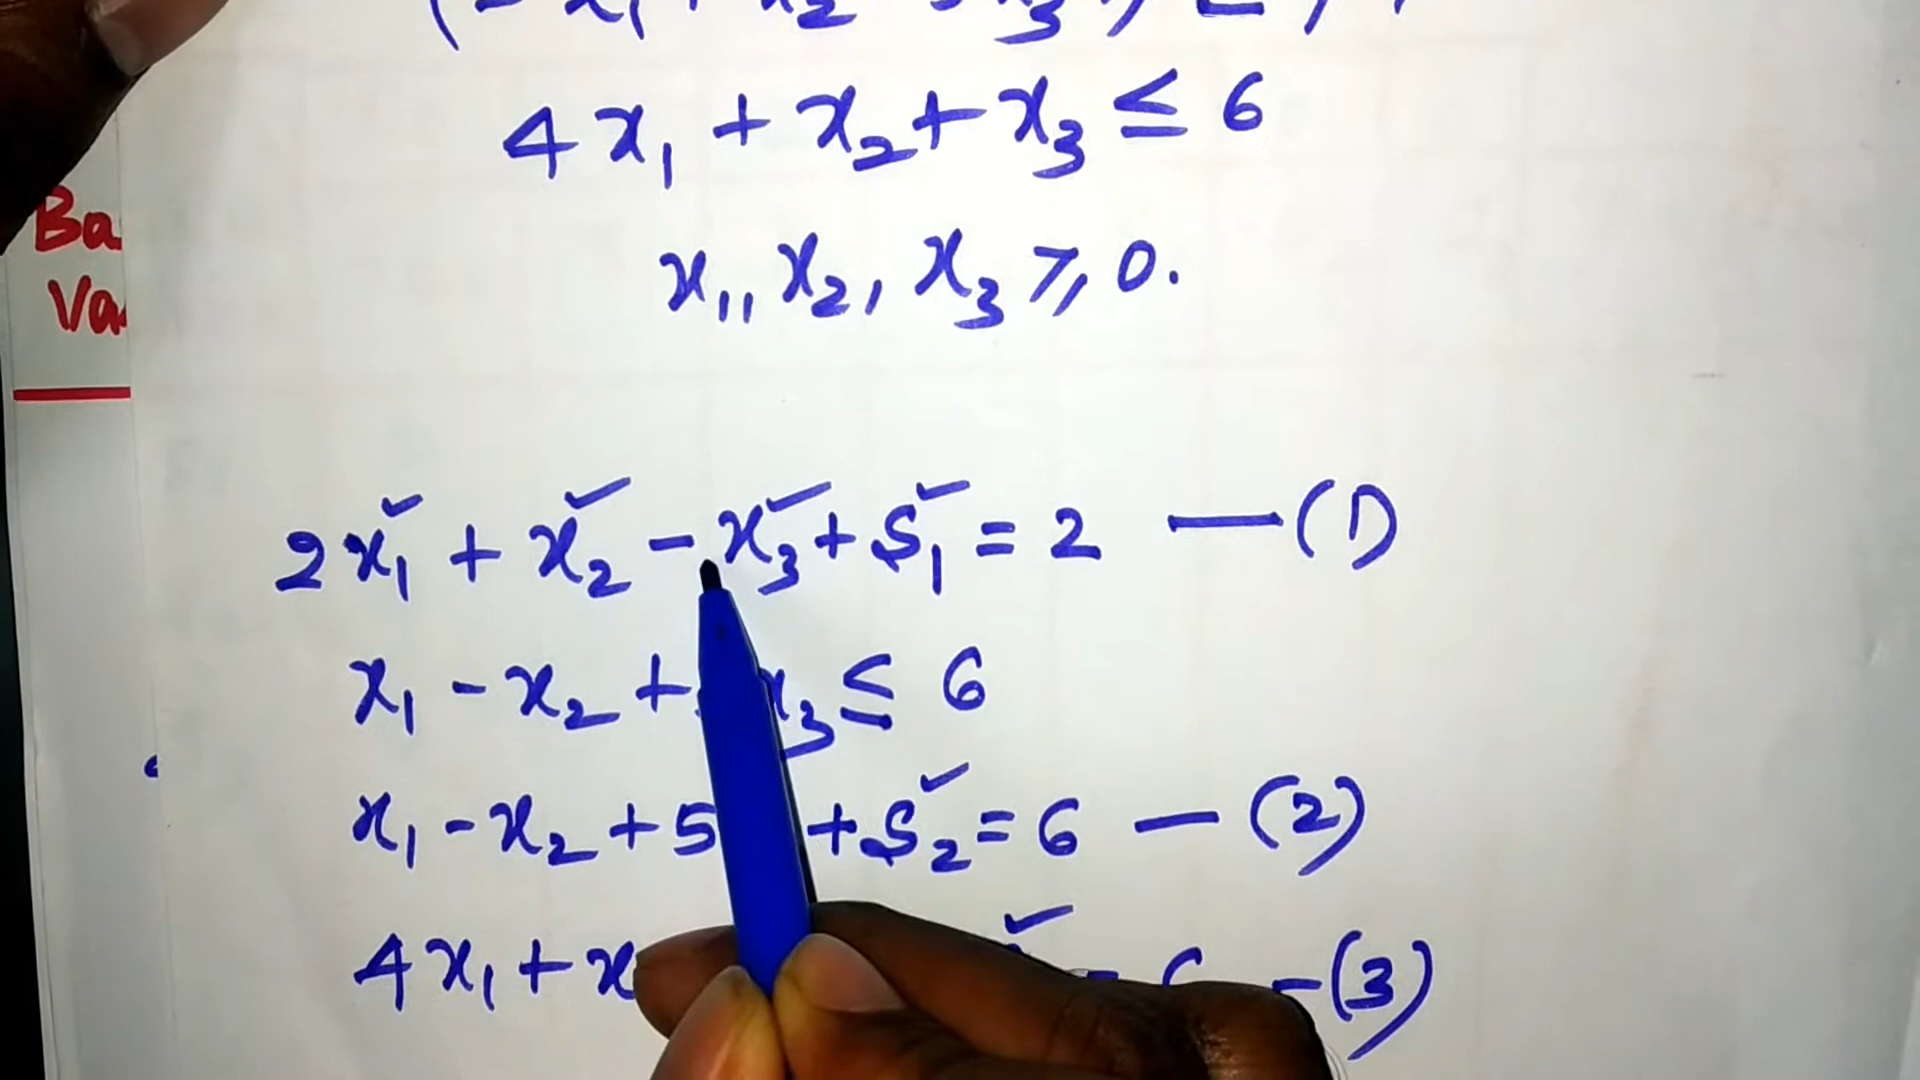 4x₁ + x₂ + x₃ ≤ 6
x₁, x₂, x₃ ≥ 0.
Ba
Va
2x₁ + x₂ - x₃ + S₁ = 2 — (1)
x₁ - x₂ + x₃ ≤ 6
x₁ - x₂ + 5 + S₂ = 6 — (2)
4x₁ + x = - (3)